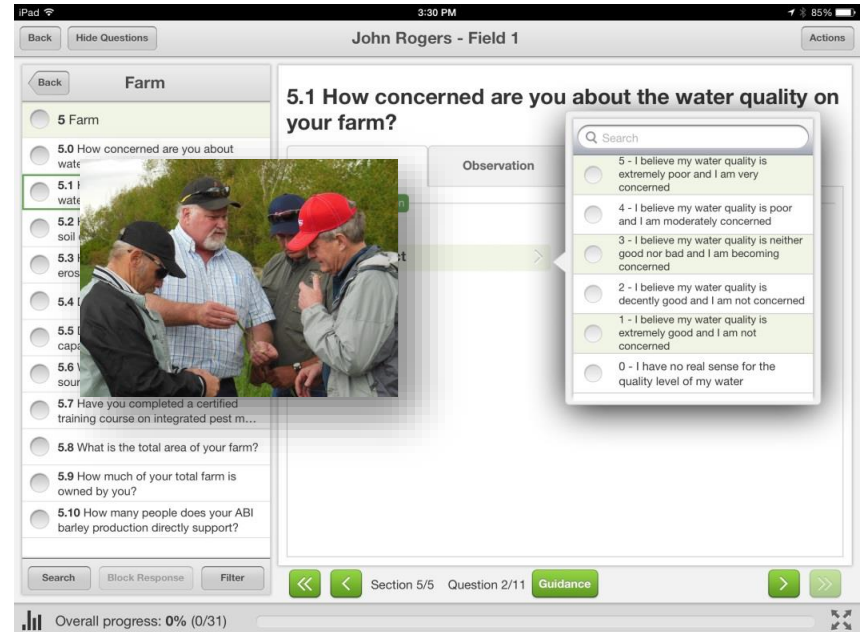 iPad 3:30 PM 85%
Back Hide Questions John Rogers - Field 1 Actions
Back Farm
5 Farm
5.0 How concerned are you about
5.1
5.2
soil
5.3
5.4
5.5
5.6
5.7 Have you completed a certified
training course on integrated pest m...
5.8 What is the total area of your farm?
5.9 How much of your total farm is
owned by you?
5.10 How many people does your ABI
barley production directly support?
Search Block Response Filter
5.1 How concerned are you about the water quality on
your farm?
Observation
Search
5 - I believe my water quality is
extremely poor and I am very
concerned
4 - I believe my water quality is poor
and I am moderately concerned
3 - I believe my water quality is neither
good nor bad and I am becoming
concerned
2 - I believe my water quality is
decently good and I am not concerned
1 - I believe my water quality is
extremely good and I am not
concerned
0 - I have no real sense for the
quality level of my water
Section 5/5 Question 2/11 Guidance
Overall progress: 0% (0/31)